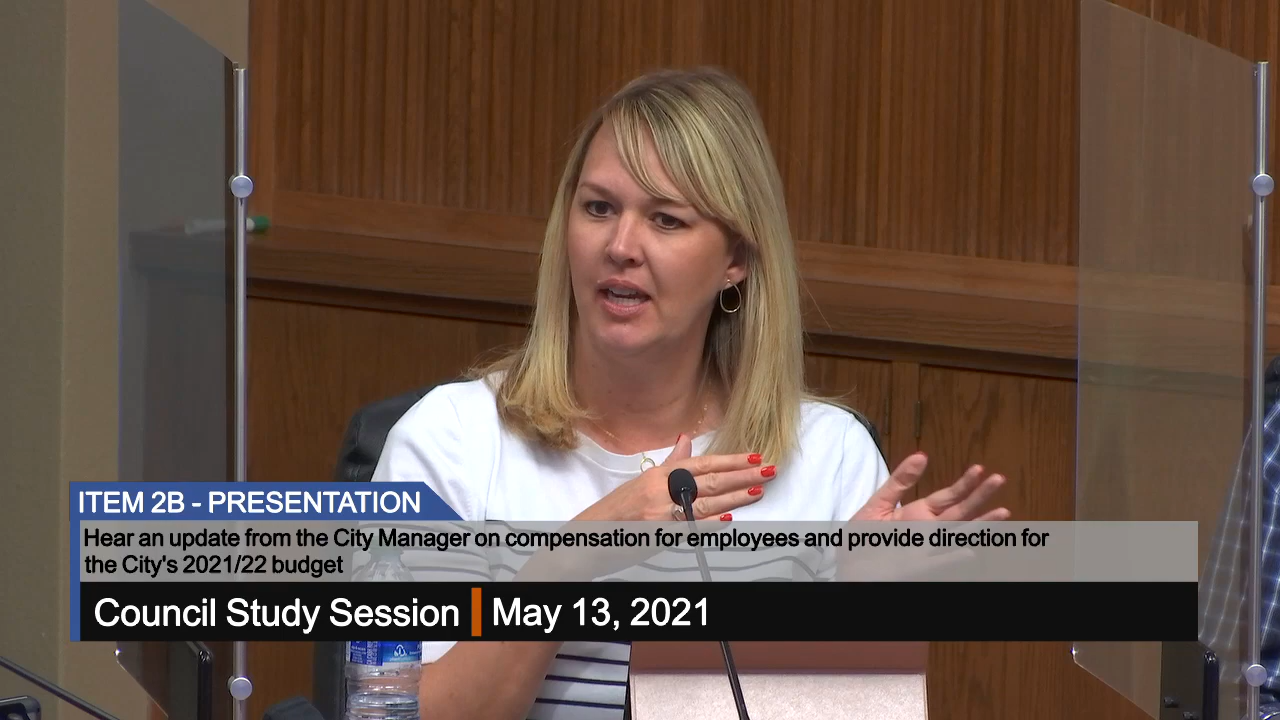 ITEM 2B - PRESENTATION
Hear an update from the City Manager on compensation for employees and provide direction for
the City's 2021/22 budget
Council Study Session
May 13, 2021